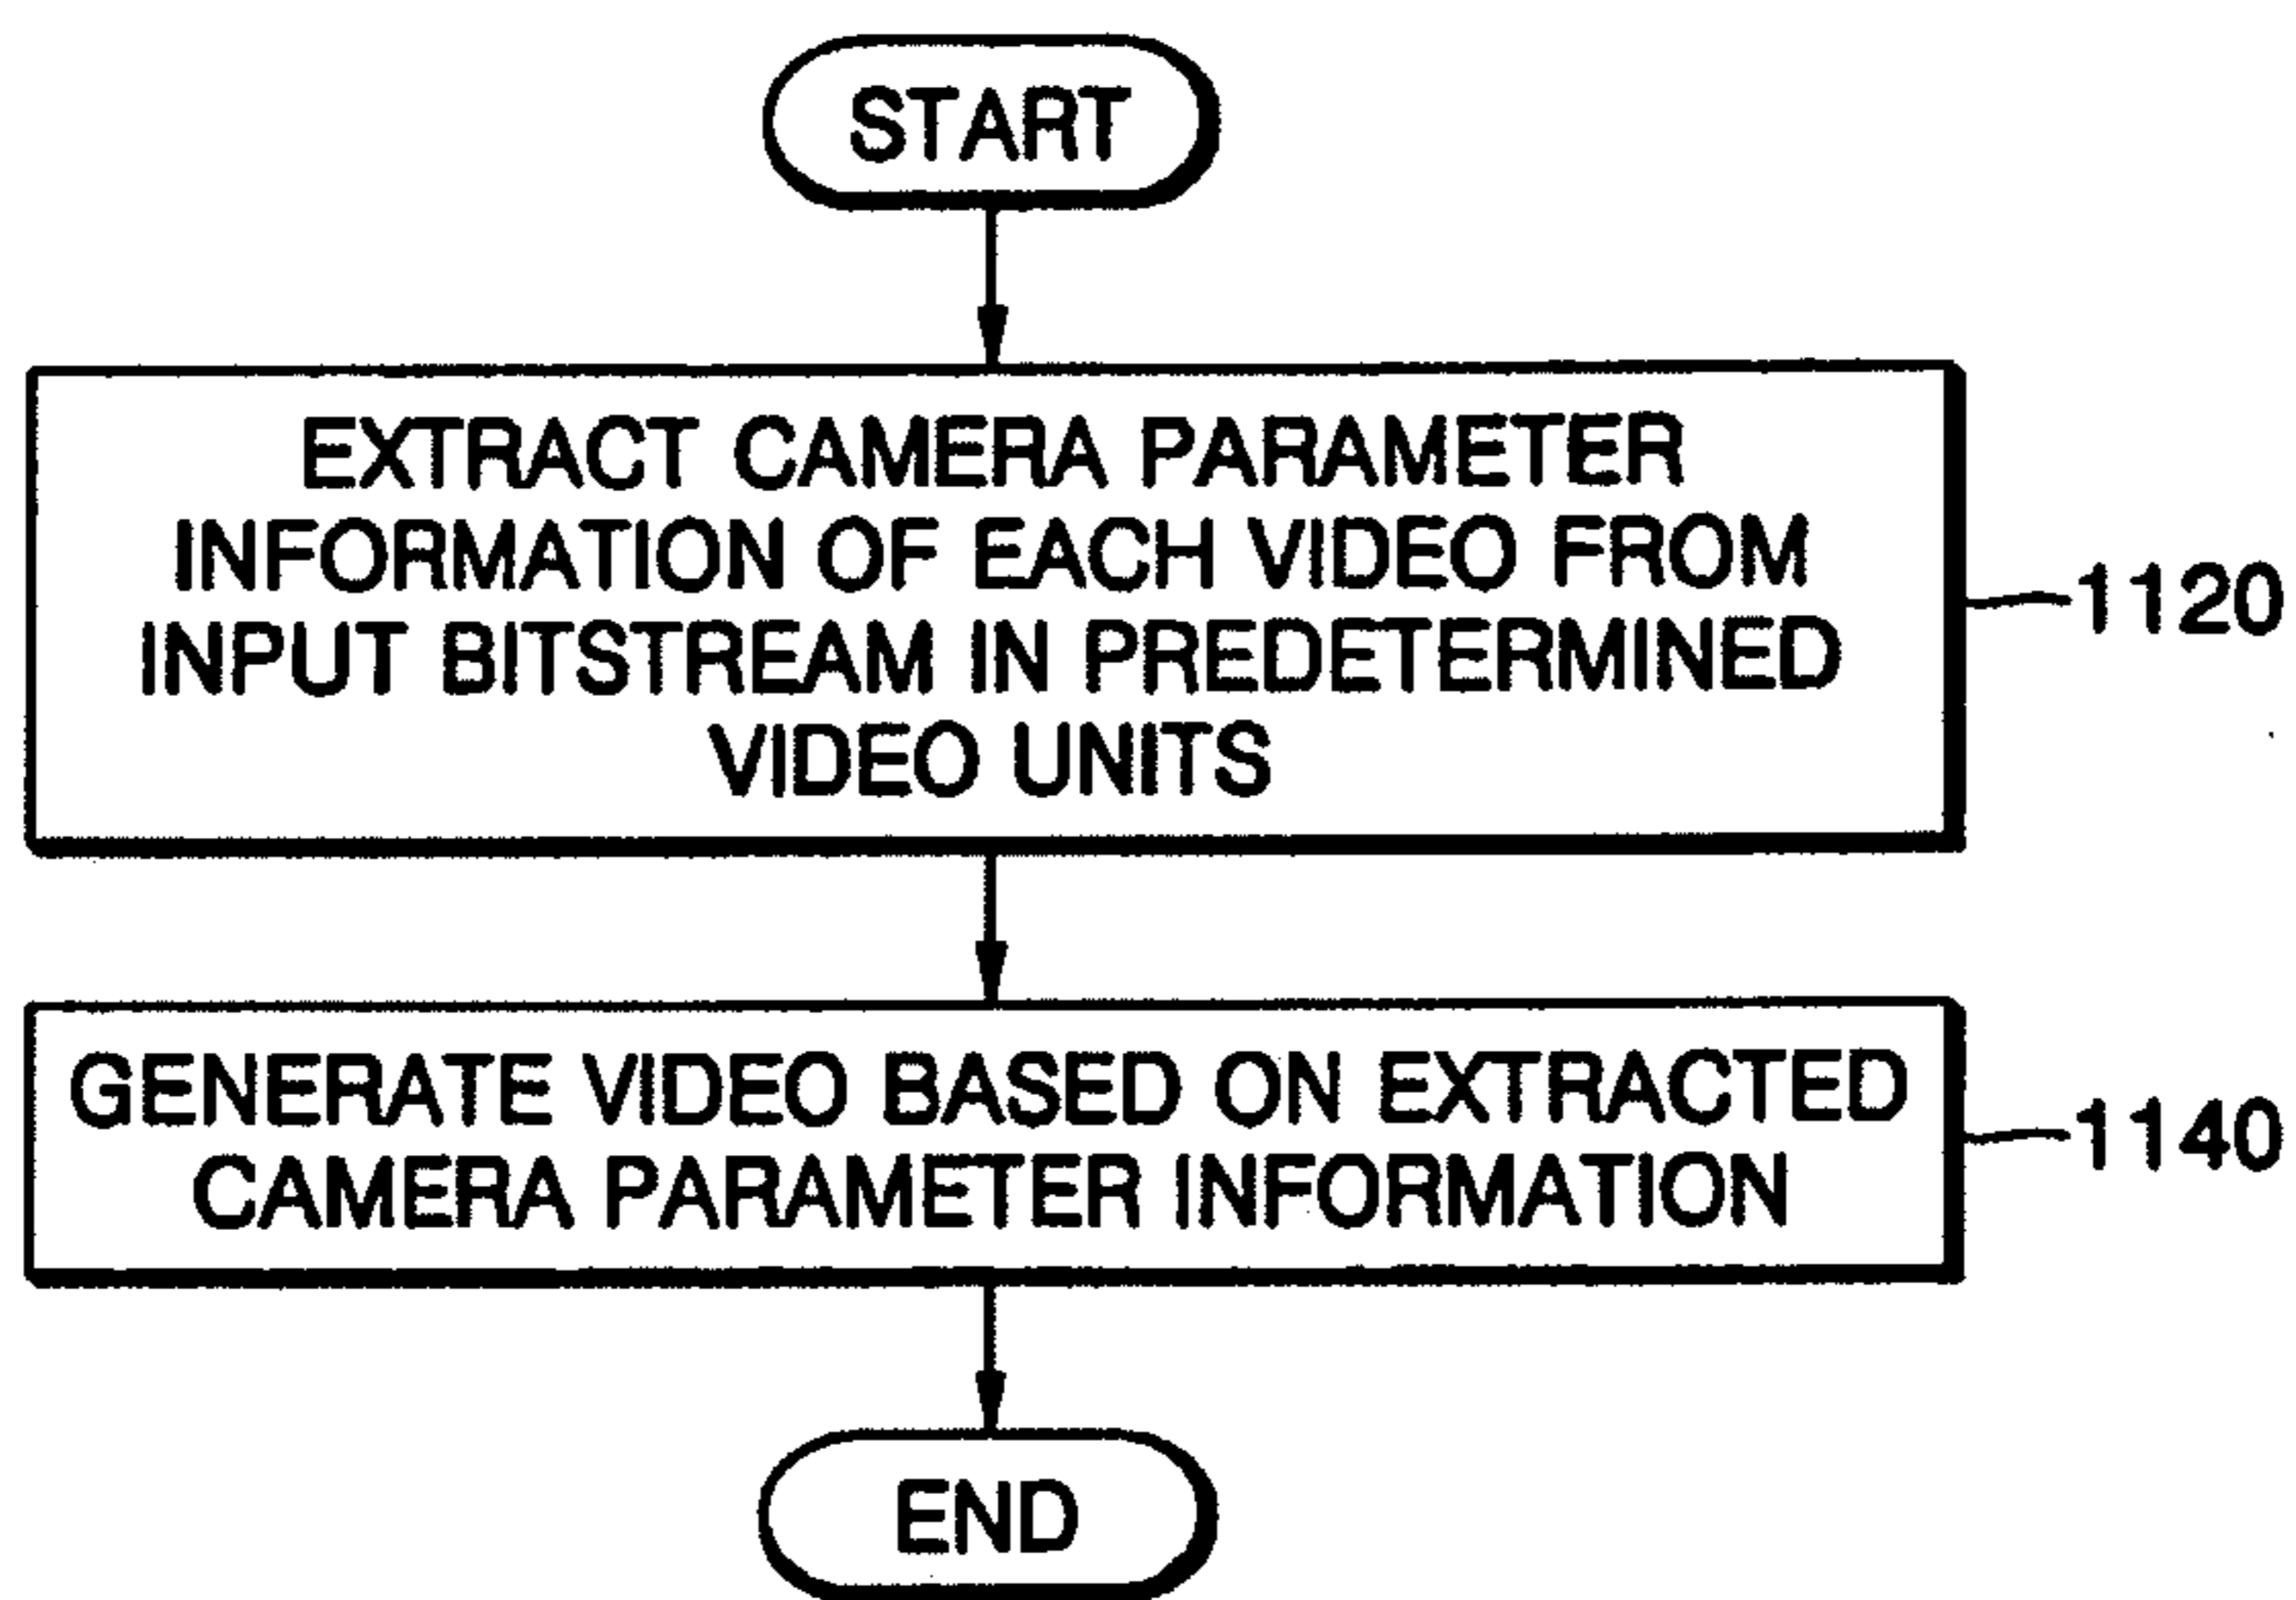 START
EXTRACT CAMERA PARAMETER
INFORMATION OF EACH VIDEO FROM
INPUT BITSTREAM IN PREDETERMINED
VIDEO UNITS
1120
GENERATE VIDEO BASED ON EXTRACTED
CAMERA PARAMETER INFORMATION
1140
END